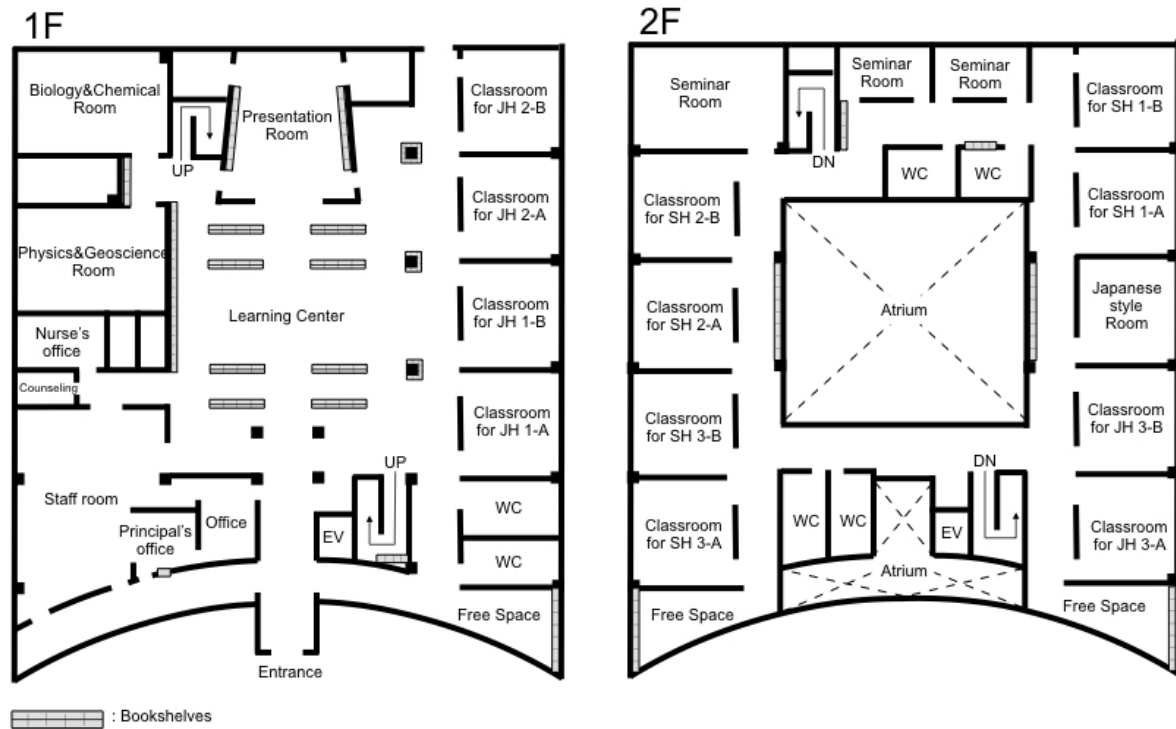 1F
Biology&Chemical
Room
UP
Presentation
Room
Classroom
for JH 2-B
Classroom
for JH 2-A
Physics&Geoscience
Room
Learning Center
Classroom
for JH 1-B
Nurse's
office
Counseling
Classroom
for JH 1-A
Staff room
Principal's
office
Office
EV
UP
WC
WC
Free Space
Entrance
: Bookshelves
2F
Seminar
Room
DN
Seminar
Room
Seminar
Room
Classroom
for SH 1-B
WC
WC
Classroom
for SH 2-B
Classroom
for SH 1-A
Classroom
for SH 2-A
Atrium
Japanese
style
Room
Classroom
for SH 3-B
Classroom
for JH 3-B
DN
Classroom
for SH 3-A
WC
WC
EV
Classroom
for JH 3-A
Atrium
Free Space
Free Space